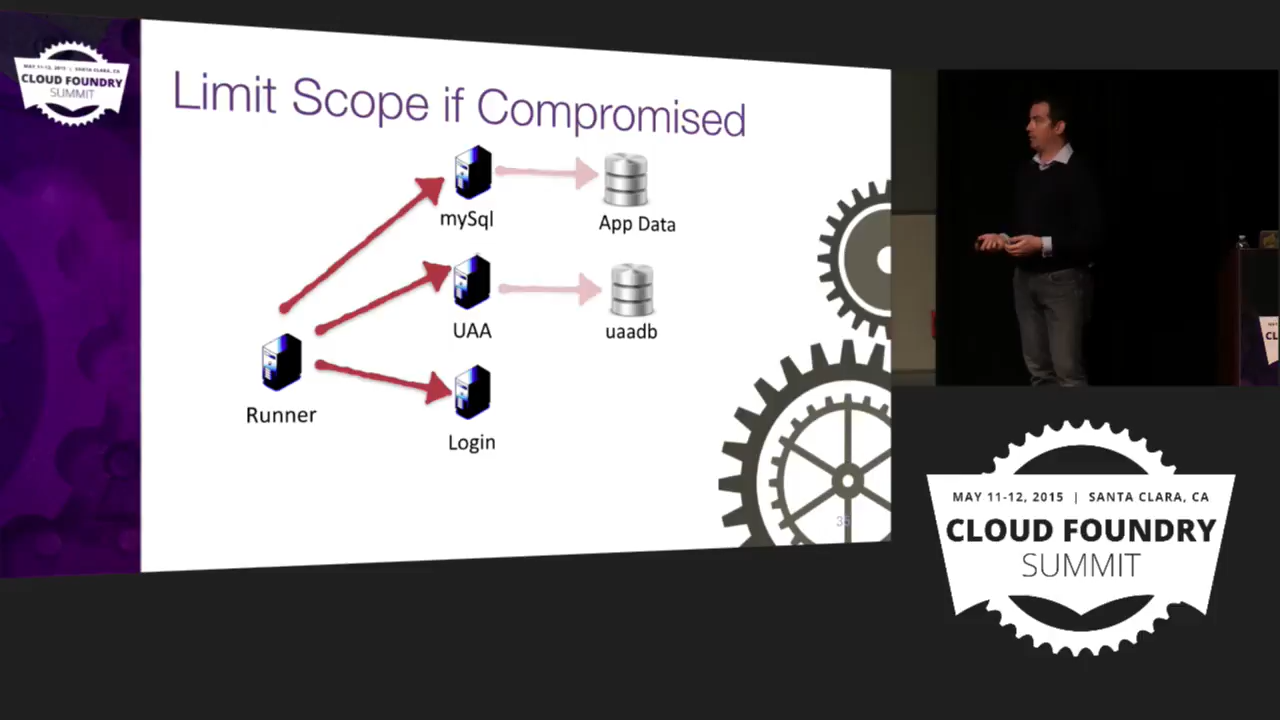 MAY 11-12, 2015 | SANTA CLARA, CA
CLOUD FOUNDRY
SUMMIT
Limit Scope if Compromised
mySql
App Data
UAA
uaadb
Runner
Login
MAY 11-12, 2015 | SANTA CLARA, CA
CLOUD FOUNDRY
SUMMIT